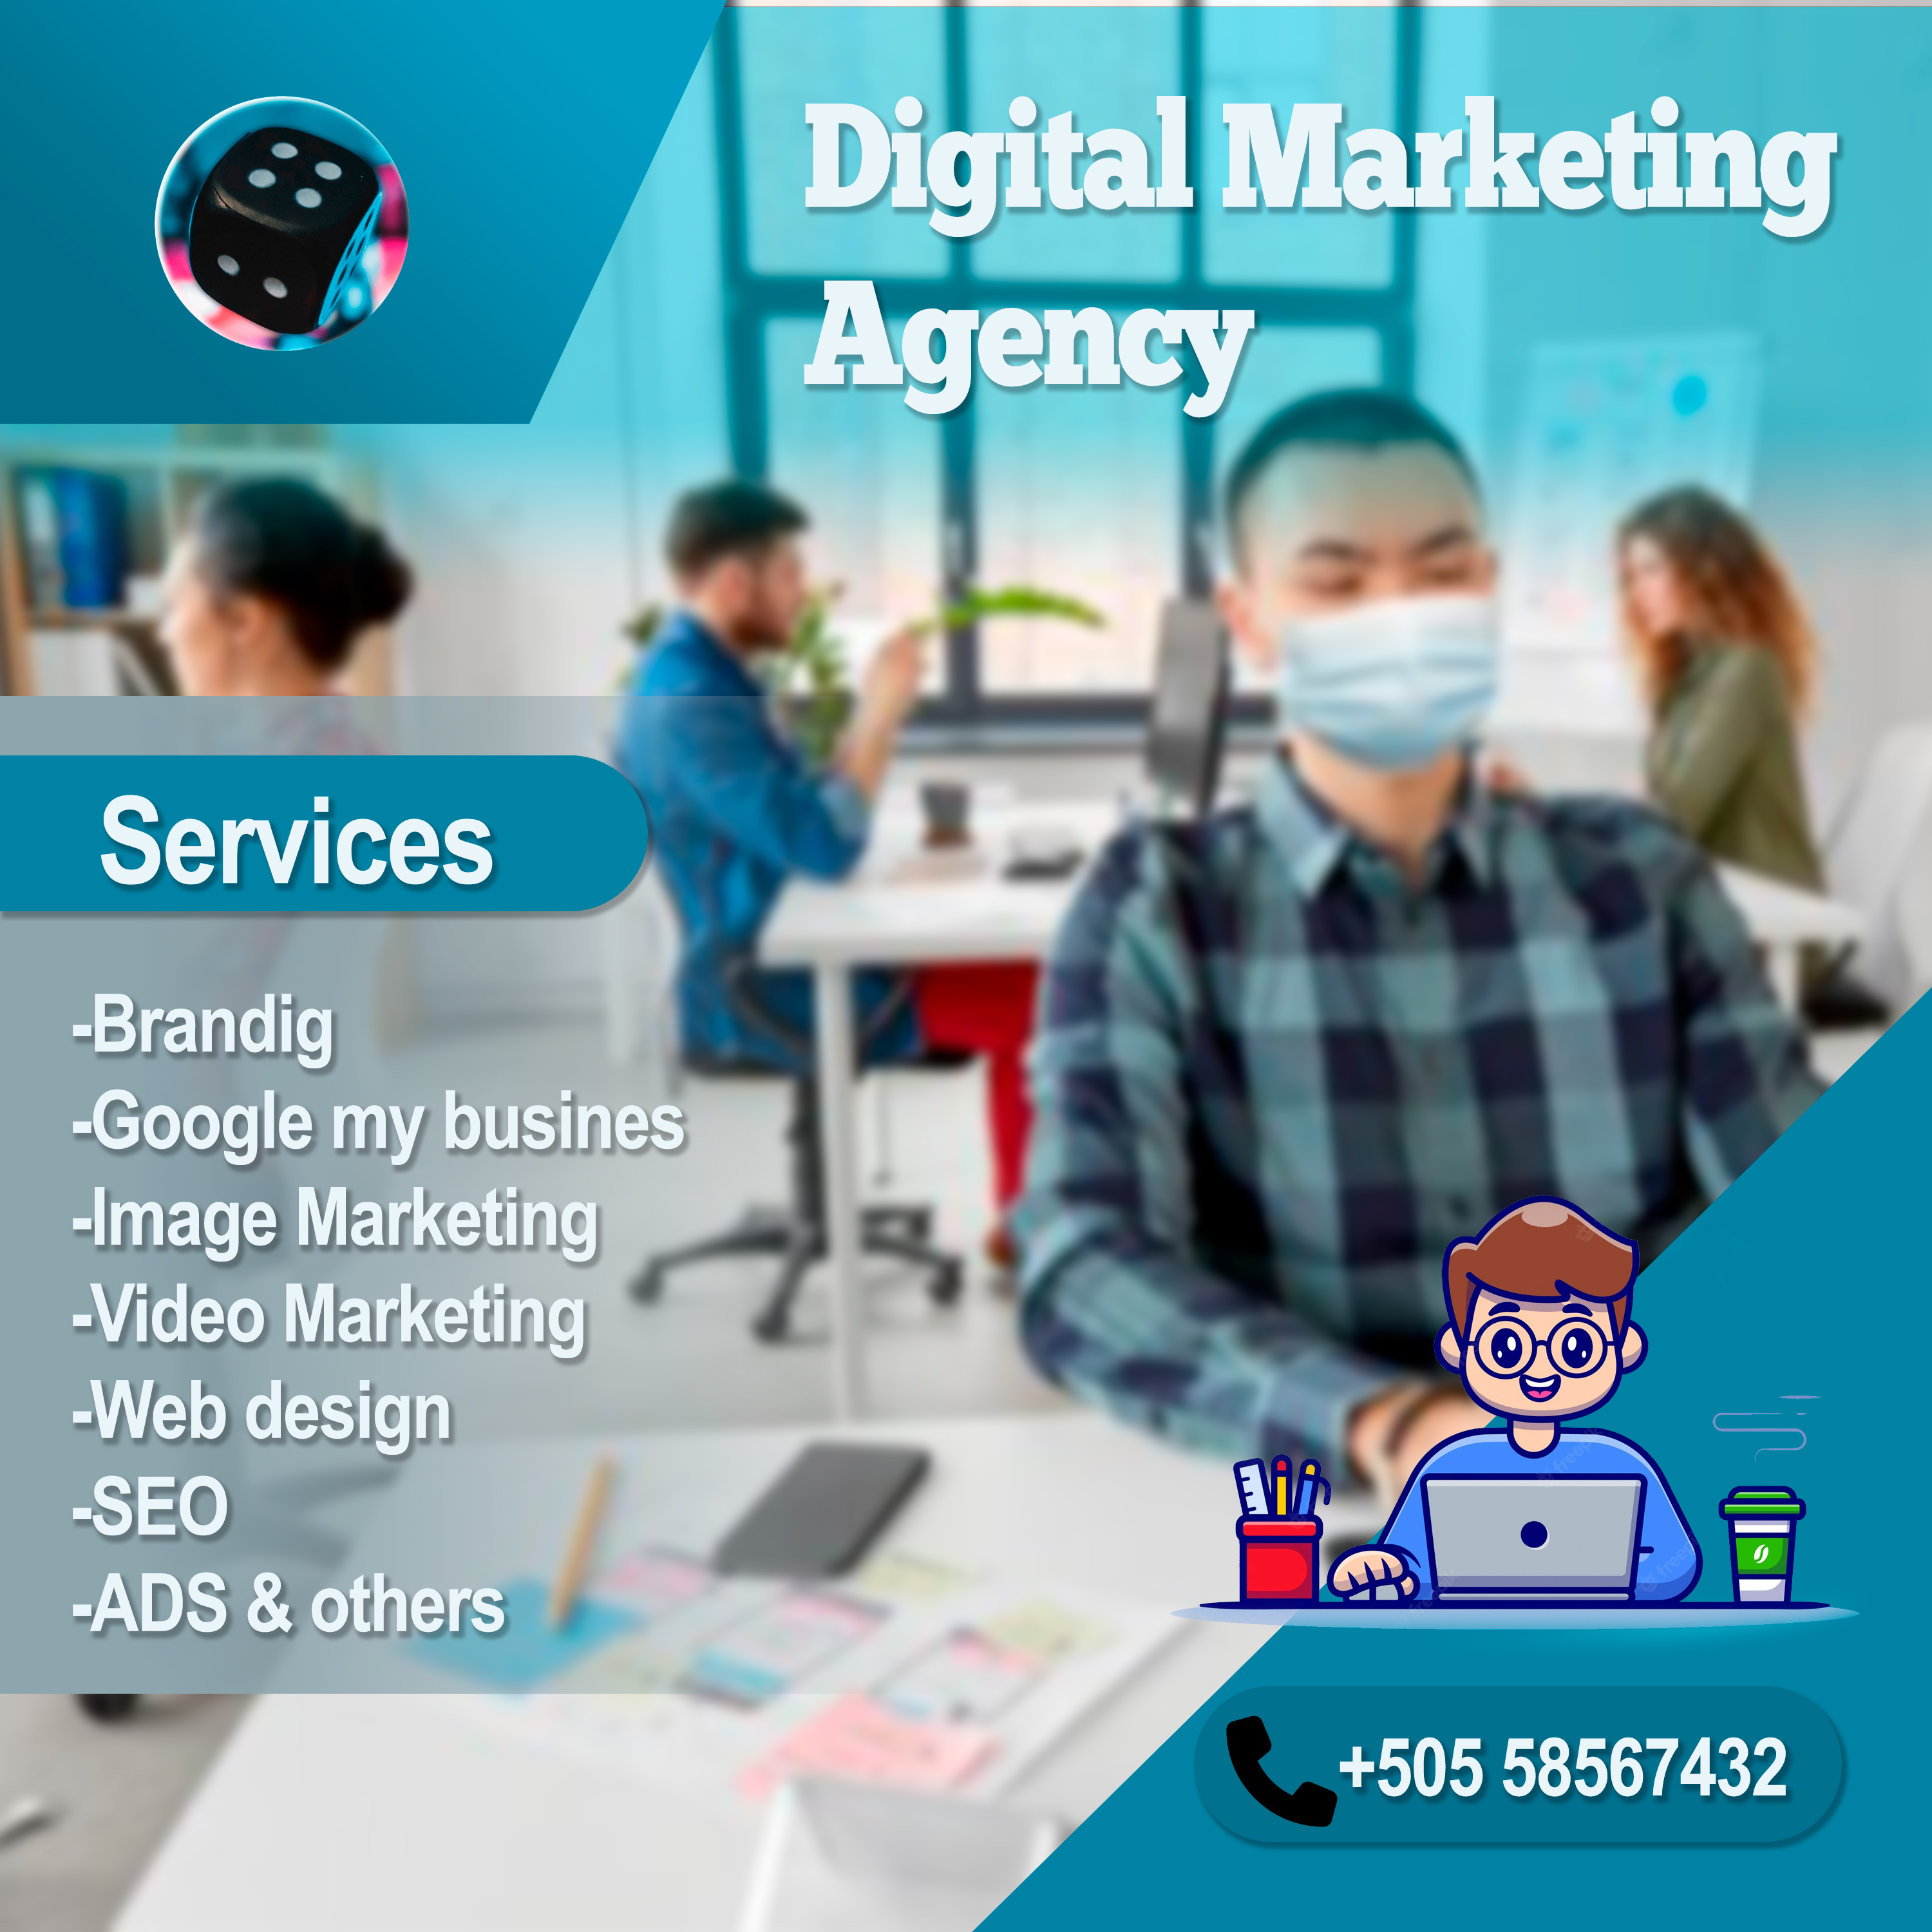 Digital Marketing
Agency
Services
-Brandig
-Google my busines
-Image Marketing
-Video Marketing
-Web design
-SEO
-ADS & others
+505 58567432